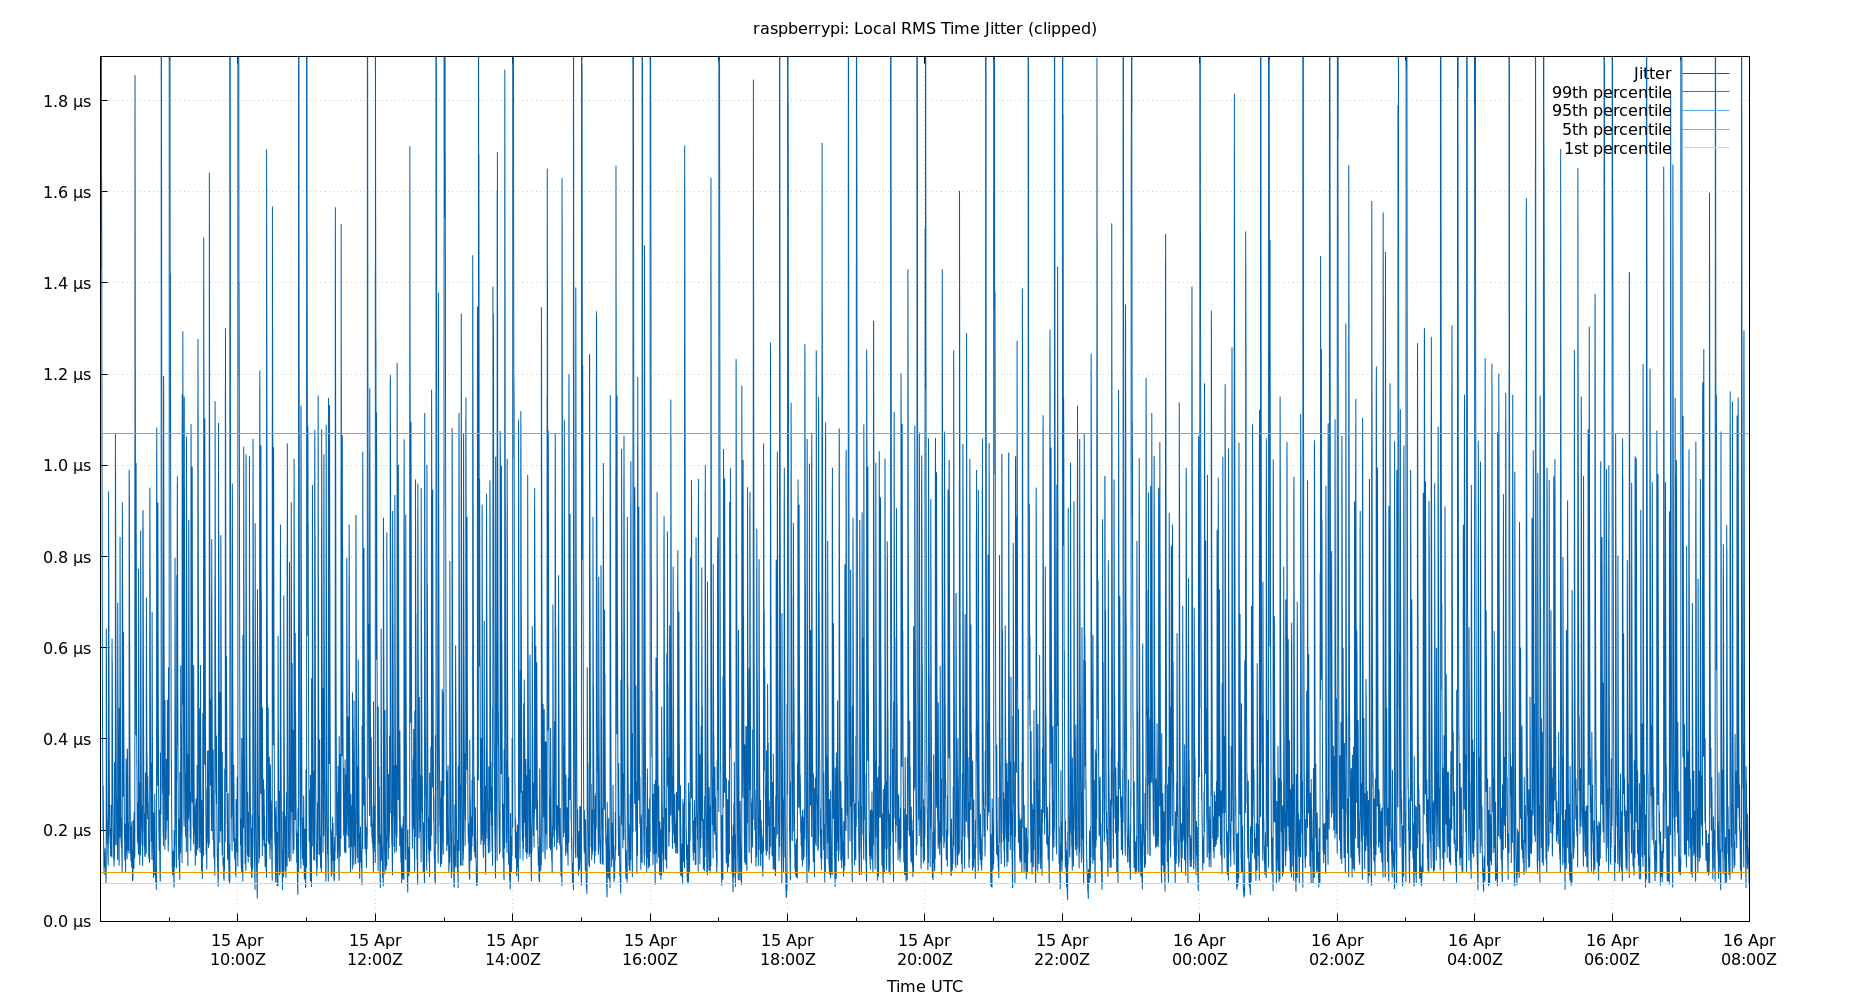 raspberrypi: Local RMS Time Jitter (clipped)
Jitter
99th percentile
95th percentile
5th percentile
1st percentile
1.8 µs
1.6 µs
1.4 µs
1.2 µs
1.0 µs
0.8 µs
0.6 µs
0.4 µs
0.2 µs
0.0 µs
15 Apr 15 Apr 15 Apr 15 Apr 15 Apr 15 Apr 15 Apr 16 Apr 16 Apr 16 Apr 16 Apr 16 Apr
10:00Z 12:00Z 14:00Z 16:00Z 18:00Z 20:00Z 22:00Z 00:00Z 02:00Z 04:00Z 06:00Z 08:00Z
Time UTC